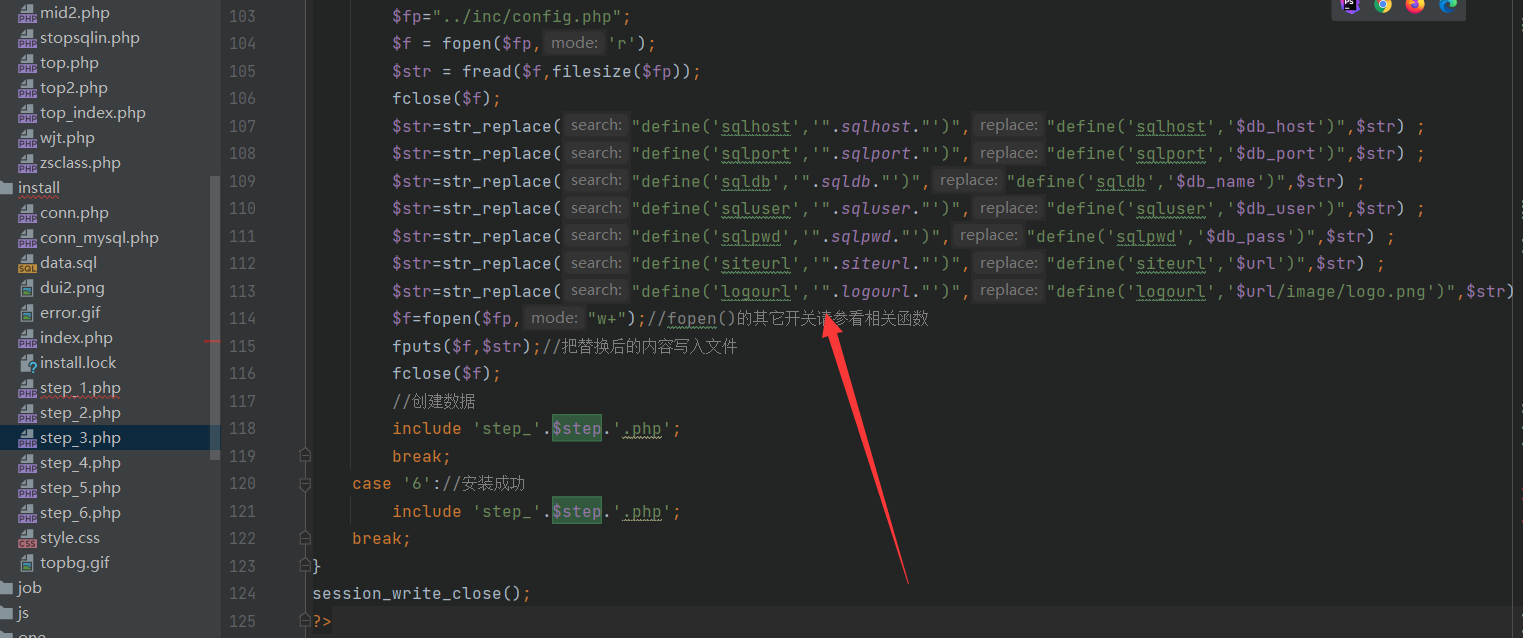 mid2.php
stopsqlin.php
top.php
top2.php
top_index.php
wjt.php
zsclass.php
install
conn.php
conn_mysql.php
data.sql
dui2.png
error.gif
index.php
install.lock
step_1.php
step_2.php
step_3.php
step_4.php
step_5.php
step_6.php
style.css
topbg.gif
job
js
one
103 $fp="../inc/config.php";
104 $f = fopen($fp, mode: 'r');
105 $str = fread($f,filesize($fp));
106 fclose($f);
107 $str=str_replace( search: "define('sqlhost','".sqlhost."')", replace: "define('sqlhost','$db_host')",$str) ;
108 $str=str_replace( search: "define('sqlport','".sqlport."')", replace: "define('sqlport','$db_port')",$str) ;
109 $str=str_replace( search: "define('sqldb','".sqldb."')", replace: "define('sqldb','$db_name')",$str) ;
110 $str=str_replace( search: "define('sqluser','".sqluser."')", replace: "define('sqluser','$db_user')",$str) ;
111 $str=str_replace( search: "define('sqlpwd','".sqlpwd."')", replace: "define('sqlpwd','$db_pass')",$str) ;
112 $str=str_replace( search: "define('siteurl','".siteurl."')", replace: "define('siteurl','$url')",$str) ;
113 $str=str_replace( search: "define('logourl','".logourl."')", replace: "define('logourl','$url/image/logo.png')",$str)
114 $f=fopen($fp, mode: "w+");//fopen()的其它开关请参看相关函数
115 fputs($f,$str);//把替换后的内容写入文件
116 fclose($f);
117 //创建数据
118 include 'step_'.$step.'.php';
119 break;
120 case '6'://安装成功
121 include 'step_'.$step.'.php';
122 break;
123 }
124 session_write_close();
125 ?>